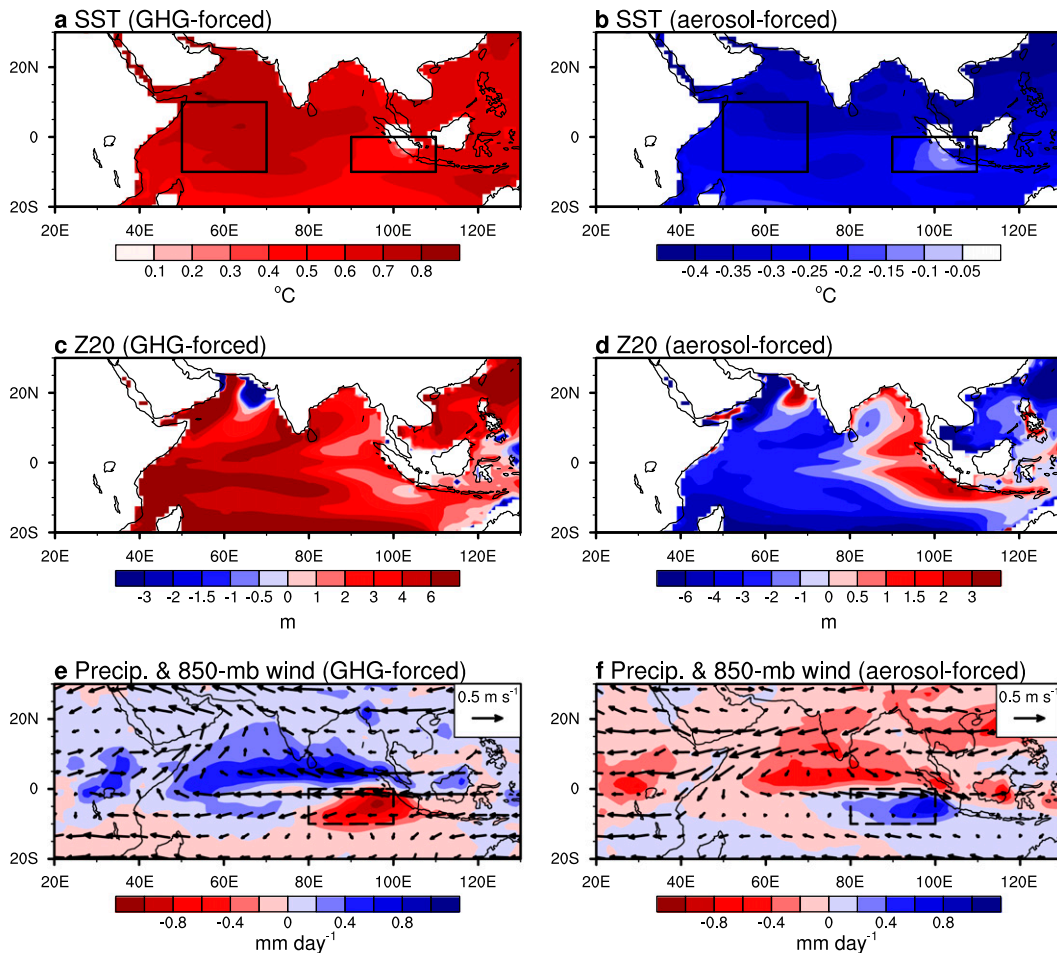 a SST (GHG-forced)
b SST (aerosol-forced)
20N
0
20S
20E 40E 60E 80E 100E 120E
20N
0
20S
20E 40E 60E 80E 100E 120E
0.1 0.2 0.3 0.4 0.5 0.6 0.7 0.8
°C
-0.4 -0.35 -0.3 -0.25 -0.2 -0.15 -0.1 -0.05
°C
c Z20 (GHG-forced)
d Z20 (aerosol-forced)
20N
0
20S
20E 40E 60E 80E 100E 120E
20N
0
20S
20E 40E 60E 80E 100E 120E
-3 -2 -1.5 -1 -0.5 0 1 2 3 4 6
m
-6 -4 -3 -2 -1 0 0.5 1 1.5 2 3
m
e Precip. & 850-mb wind (GHG-forced)
f Precip. & 850-mb wind (aerosol-forced)
0.5 m s⁻¹
20N
0
20S
20E 40E 60E 80E 100E 120E
0.5 m s⁻¹
20N
0
20S
20E 40E 60E 80E 100E 120E
-0.8 -0.4 0 0.4 0.8
mm day⁻¹
-0.8 -0.4 0 0.4 0.8
mm day⁻¹